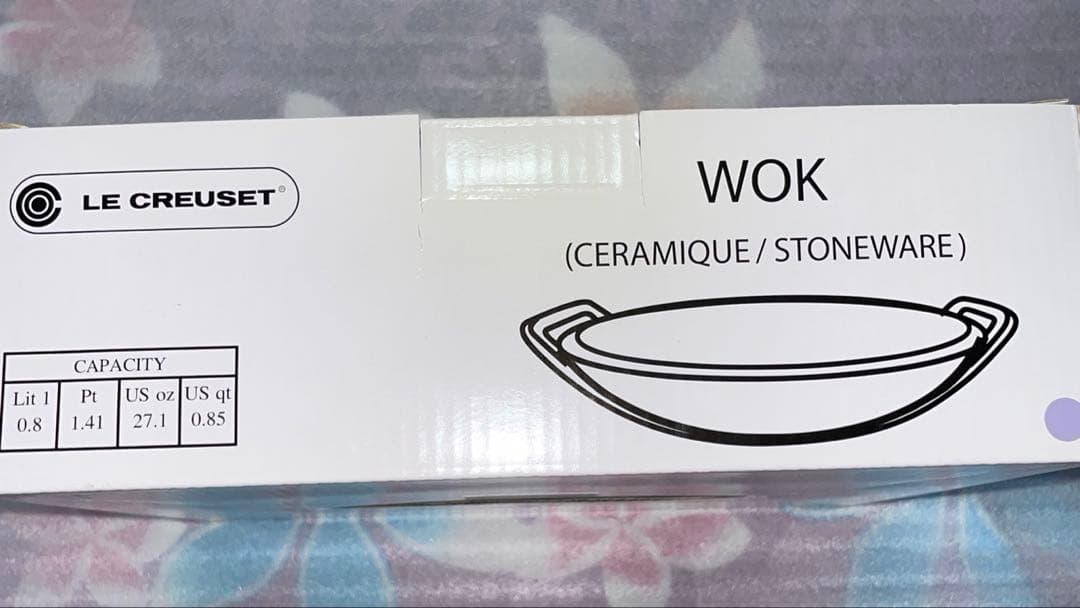 LE CREUSET®
WOK
(CERAMIQUE / STONEWARE)
CAPACITY
Lit l Pt US oz US qt
0.8 1.41 27.1 0.85